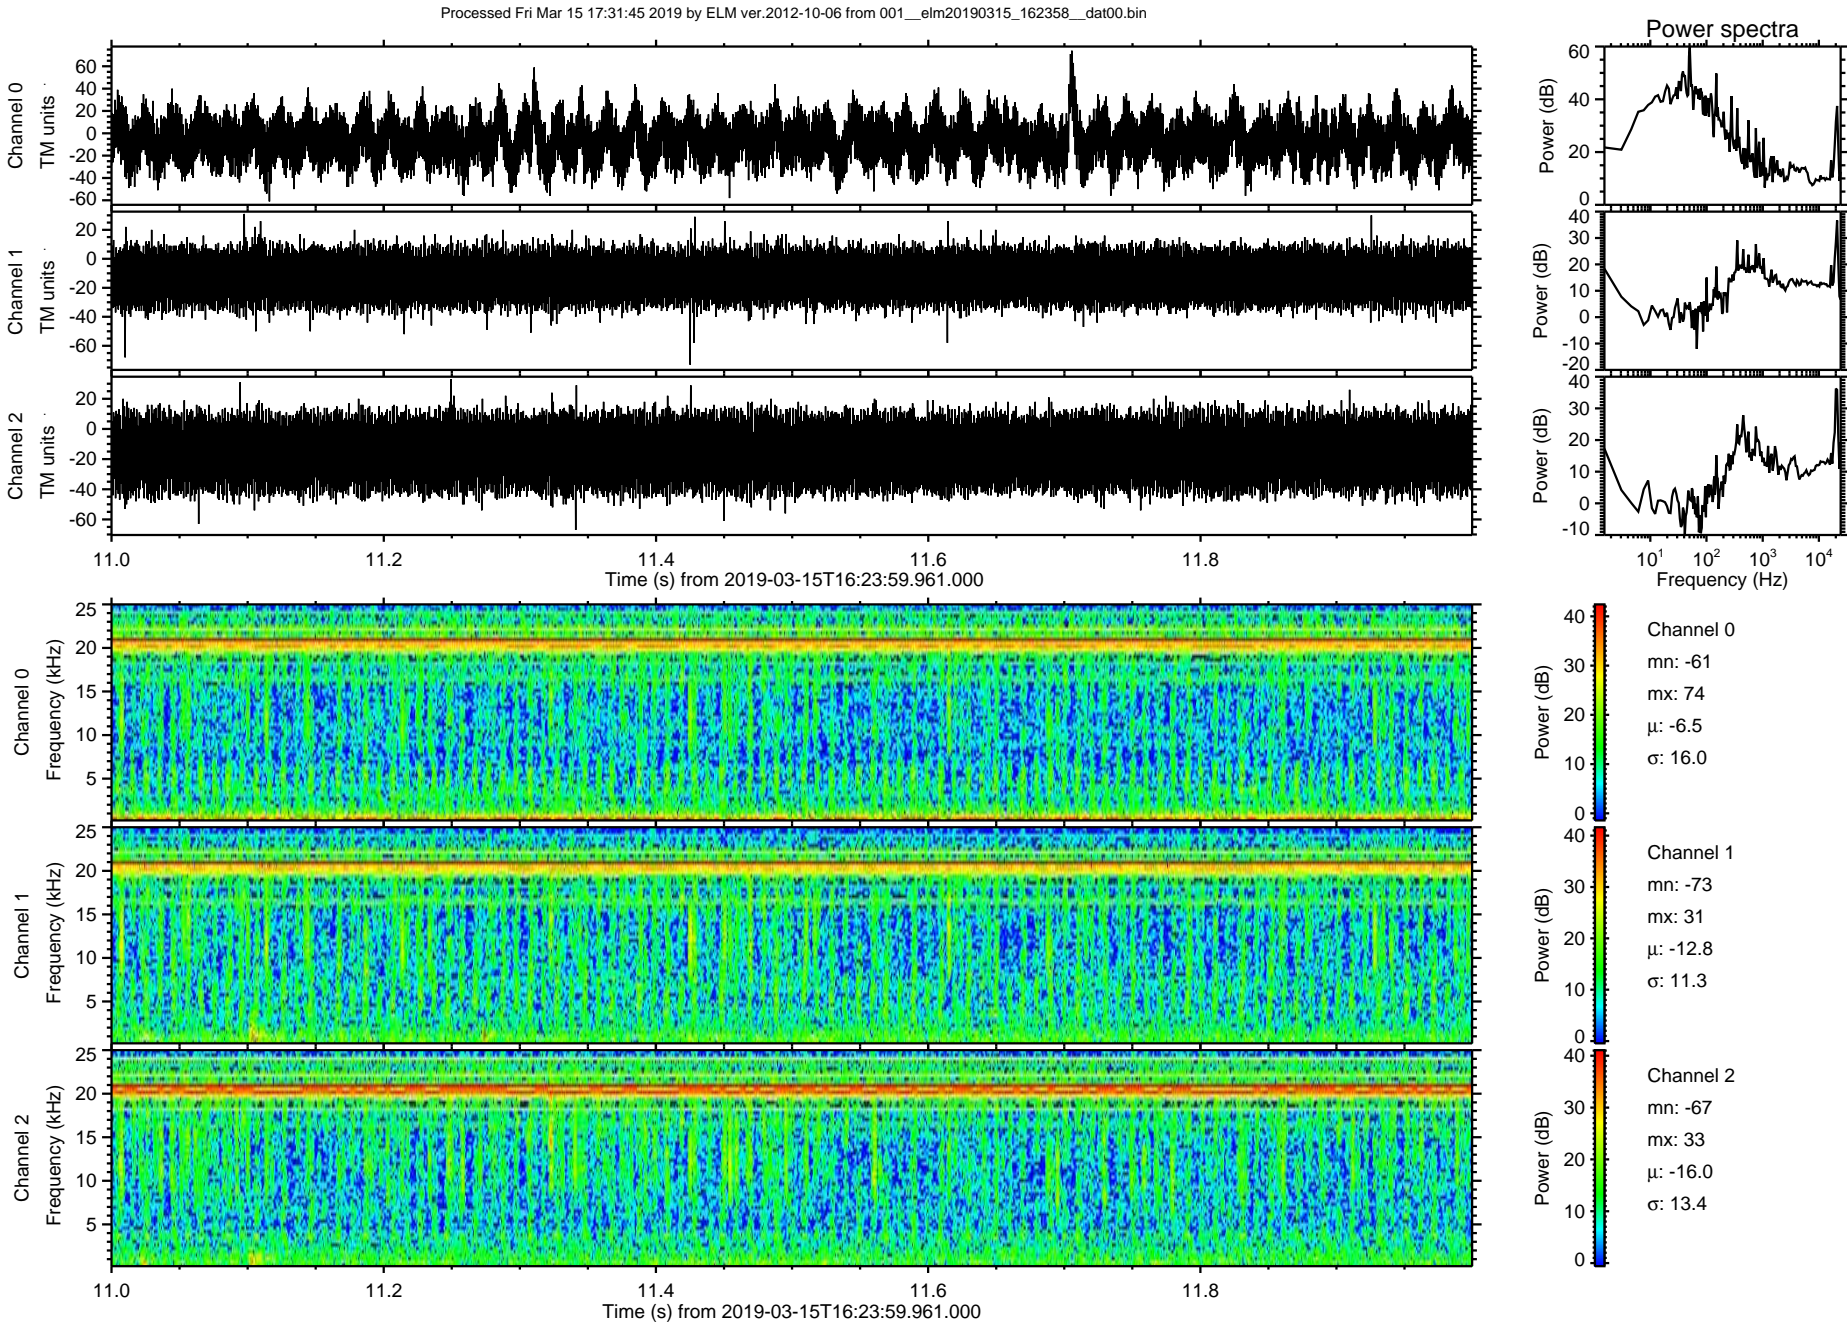 Processed Fri Mar 15 17:31:45 2019 by ELM ver.2012-10-06 from 001__elm20190315_162358__dat00.bin
Power spectra
Channel 0
TM units
60
40
20
0
-20
-40
-60
Power (dB)
60
40
20
0
Channel 1
TM units
20
0
-20
-40
-60
Power (dB)
40
30
20
10
0
-10
-20
Channel 2
TM units
20
0
-20
-40
-60
Power (dB)
40
30
20
10
0
-10
11.0 11.2 11.4 11.6 11.8
Time (s) from 2019-03-15T16:23:59.961.000
10¹ 10² 10³ 10⁴
Frequency (Hz)
Channel 0
Frequency (kHz)
25
20
15
10
5
Power (dB)
40
30
20
10
0
Channel 0
mn: -61
mx: 74
μ: -6.5
σ: 16.0
Channel 1
Frequency (kHz)
25
20
15
10
5
Power (dB)
40
30
20
10
0
Channel 1
mn: -73
mx: 31
μ: -12.8
σ: 11.3
Channel 2
Frequency (kHz)
25
20
15
10
5
Power (dB)
40
30
20
10
0
Channel 2
mn: -67
mx: 33
μ: -16.0
σ: 13.4
11.0 11.2 11.4 11.6 11.8
Time (s) from 2019-03-15T16:23:59.961.000